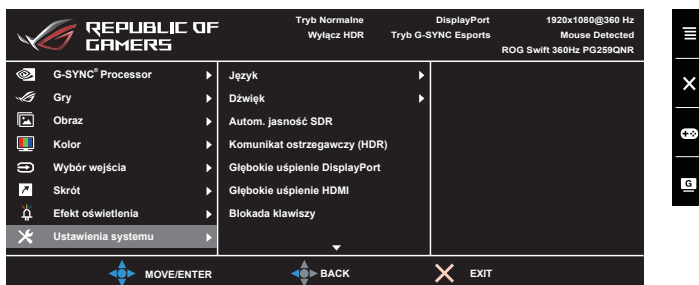 REPUBLIC OF GAMERS
Tryb Normalne DisplayPort 1920x1080@360 Hz
Wyłącz HDR Tryb G-SYNC Esports Mouse Detected
ROG Swift 360Hz PG259QNR
G-SYNC® Processor
Gry
Obraz
Kolor
Wybór wejścia
Skrót
Efekt oświetlenia
Ustawienia systemu
Język
Dźwięk
Autom. jasność SDR
Komunikat ostrzegawczy (HDR)
Głębokie uśpienie DisplayPort
Głębokie uśpienie HDMI
Blokada klawiszy
MOVE/ENTER BACK EXIT
G